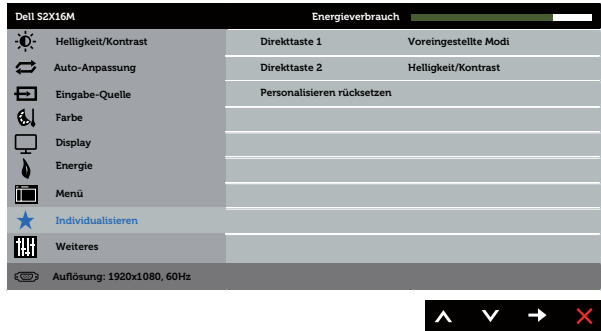 Dell S2X16M Energieverbrauch
Helligkeit/Kontrast Direkttaste 1 Voreingestellte Modi
Auto-Anpassung Direkttaste 2 Helligkeit/Kontrast
Eingabe-Quelle Personalisieren rücksetzen
Farbe
Display
Energie
Menü
Individualisieren
Weiteres
Auflösung: 1920x1080, 60Hz